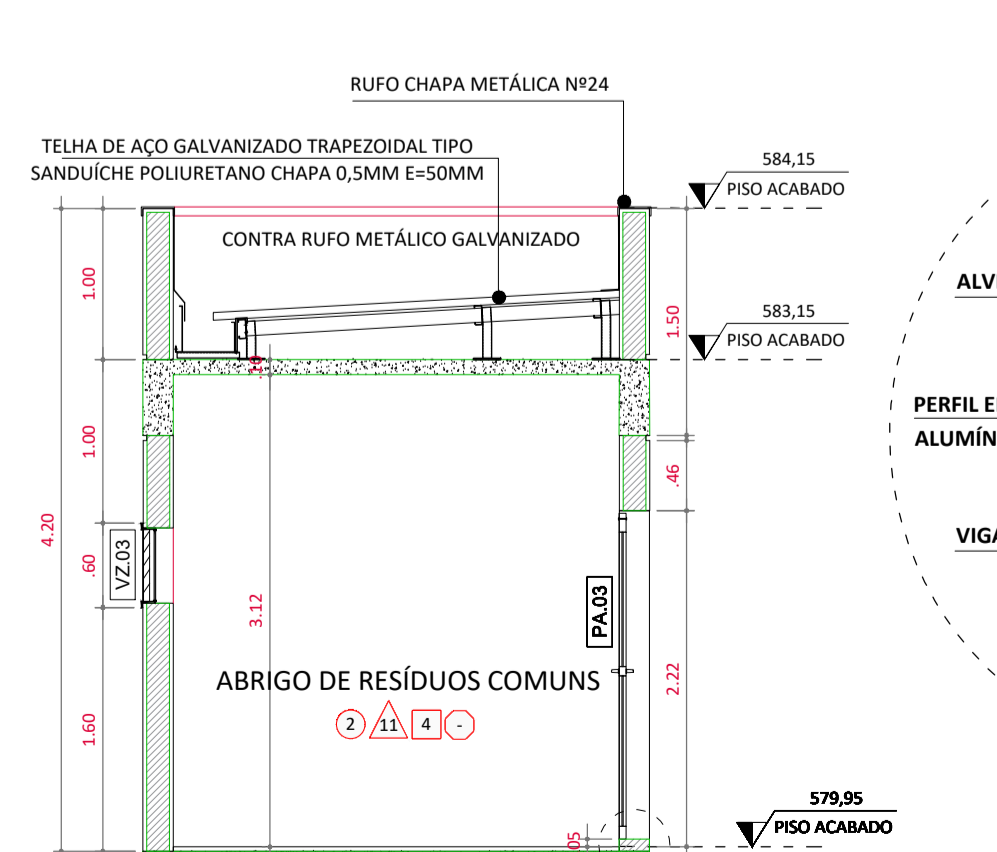 RUFO CHAPA METÁLICA Nº24
TELHA DE AÇO GALVANIZADO TRAPEZOIDAL TIPO
SANDUÍCHE POLIURETANO CHAPA 0,5MM E=50MM
584,15
PISO ACABADO
CONTRA RUFO METÁLICO GALVANIZADO
1.00
1.50
583,15
PISO ACABADO
.10
1.00
.46
4.20
.60
VZ.03
3.12
PA.03
ABRIGO DE RESÍDUOS COMUNS
2 11 4 -
1.60
2.22
579,95
PISO ACABADO
05
ALV
PERFIL E
ALUMÍN
VIGA